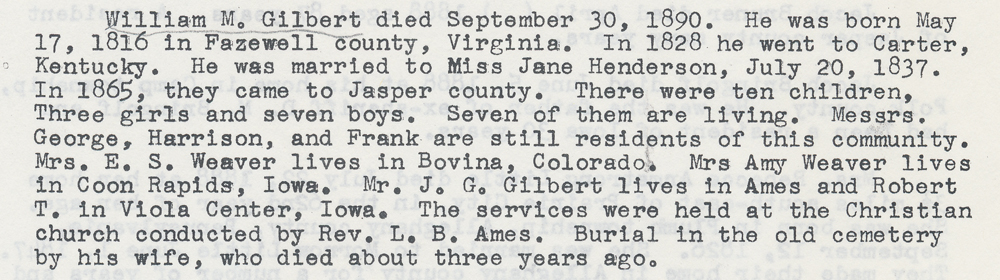 William M. Gilbert died September 30, 1890. He was born May
17, 1816 in Fazewell county, Virginia. In 1828 he went to Carter,
Kentucky. He was married to Miss Jane Henderson, July 20, 1837.
In 1865, they came to Jasper county. There were ten children,
Three girls and seven boys. Seven of them are living. Messrs.
George, Harrison, and Frank are still residents of this community.
Mrs. E. S. Weaver lives in Bovina, Colorado. Mrs Amy Weaver lives
in Coon Rapids, Iowa. Mr. J. G. Gilbert lives in Ames and Robert
T. in Viola Center, Iowa. The services were held at the Christian
church conducted by Rev. I. B. Ames. Burial in the old cemetery
by his wife, who died about three years ago.